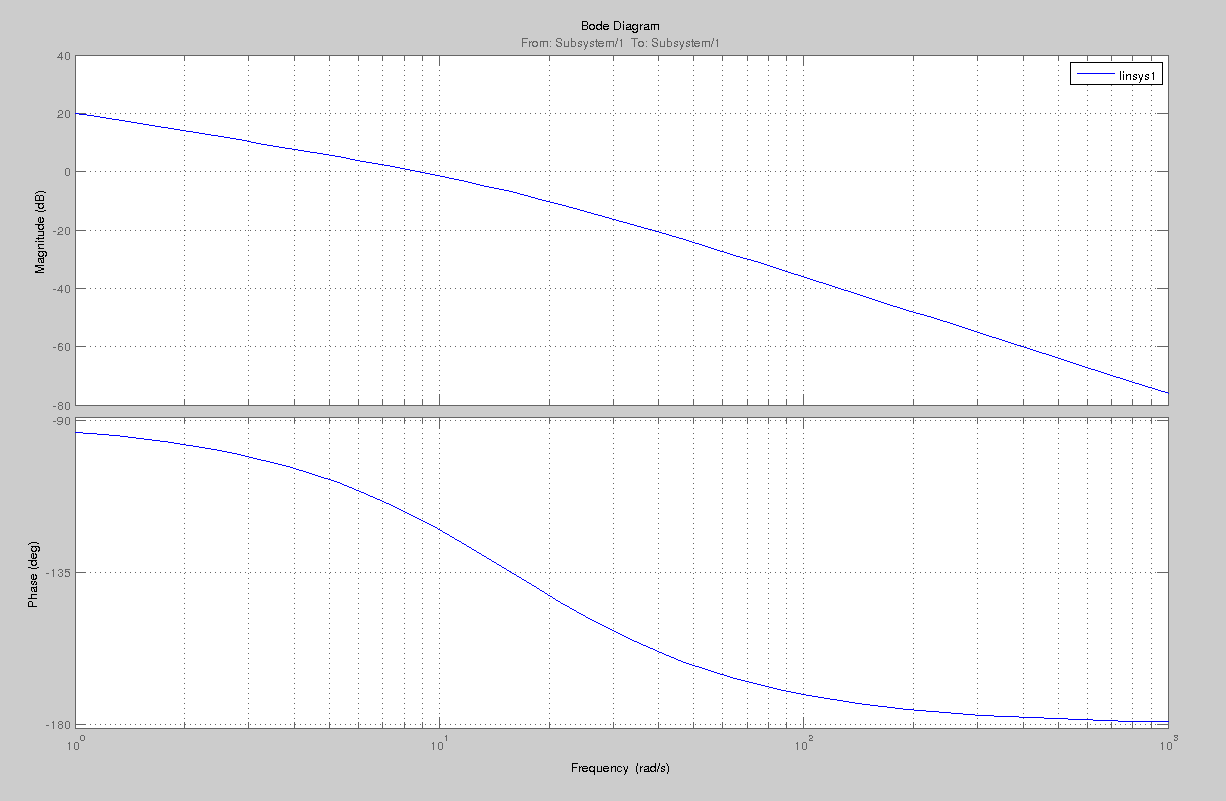 Bode Diagram
From: Subsystem/1 To: Subsystem/1
linsys1
40
20
0
-20
-40
-60
-80
Magnitude (dB)
-90
-135
-180
Phase (deg)
10^0
10^1
10^2
10^3
Frequency (rad/s)